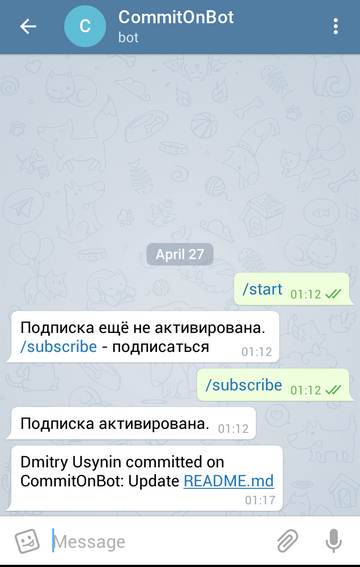 CommitOnBot
C
bot
April 27
/start 01:12
Подписка ещё не активирована.
/subscribe - подписаться 01:12
/subscribe 01:12
Подписка активирована. 01:12
Dmitry Usynin committed on
CommitOnBot: Update README.md
01:17
Message